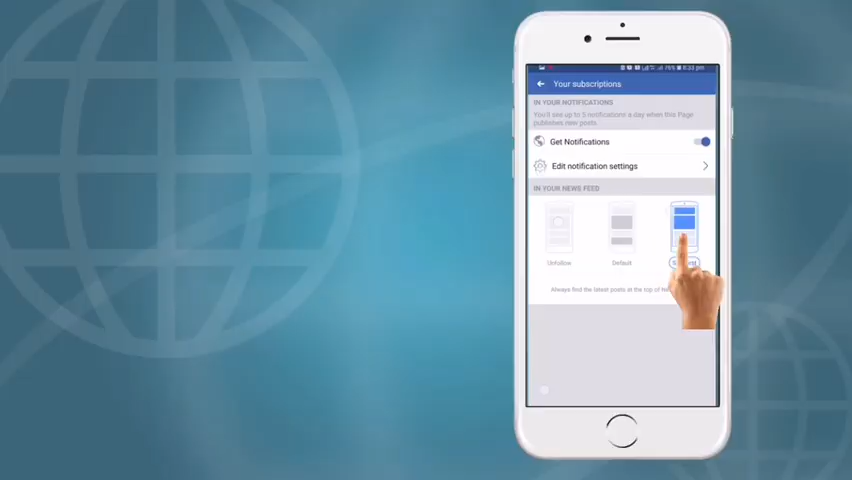 Your subscriptions
IN YOUR NOTIFICATIONS
You'll see up to 5 notifications a day when this Page
publishes new posts.
Get Notifications
Edit notification settings
IN YOUR NEWS FEED
Unfollow
Default
Always find the latest posts at the top of